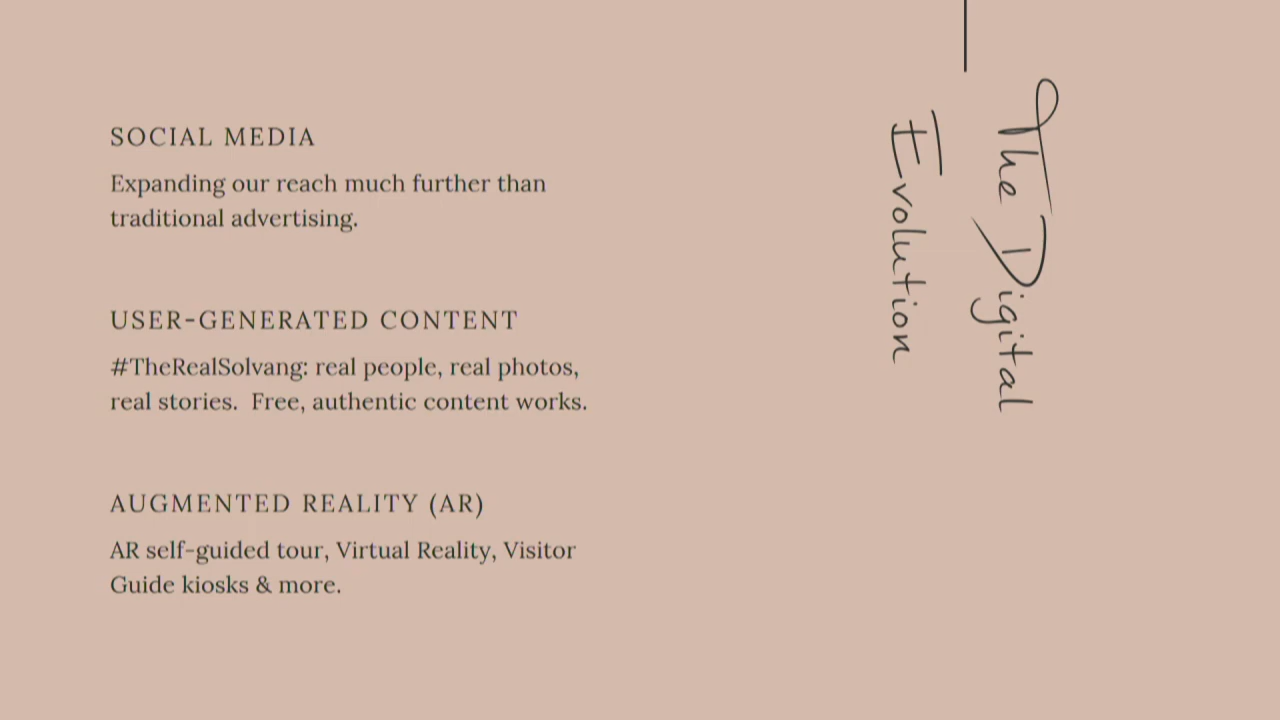 The Digital
Evolution
SOCIAL MEDIA
Expanding our reach much further than
traditional advertising.
USER-GENERATED CONTENT
#TheRealSolvang: real people, real photos,
real stories.  Free, authentic content works.
AUGMENTED REALITY (AR)
AR self-guided tour, Virtual Reality, Visitor
Guide kiosks & more.